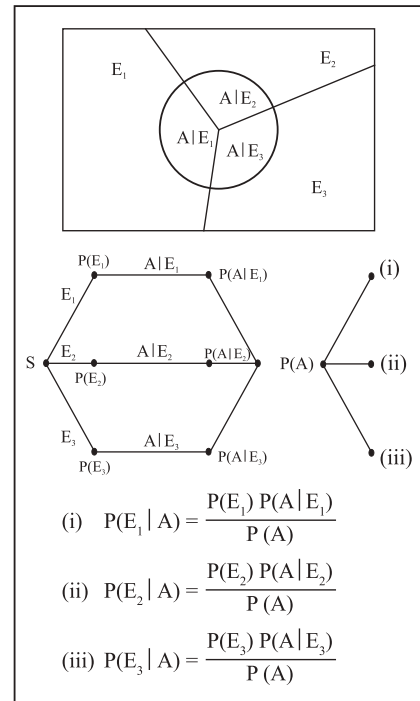 E₁
E₂
A|E₂
A|E₁
A|E₃
E₃
P(E₁) A|E₁ P(A|E₁) (i)
E₁
S E₂ A|E₂ P(A|E₂) P(A) (ii)
P(E₂)
E₃ A|E₃ (iii)
P(E₃) P(A|E₃)
(i) P(E₁|A) = P(E₁) P(A|E₁) / P (A)
(ii) P(E₂|A) = P(E₂) P(A|E₂) / P (A)
(iii) P(E₃|A) = P(E₃) P(A|E₃) / P (A)